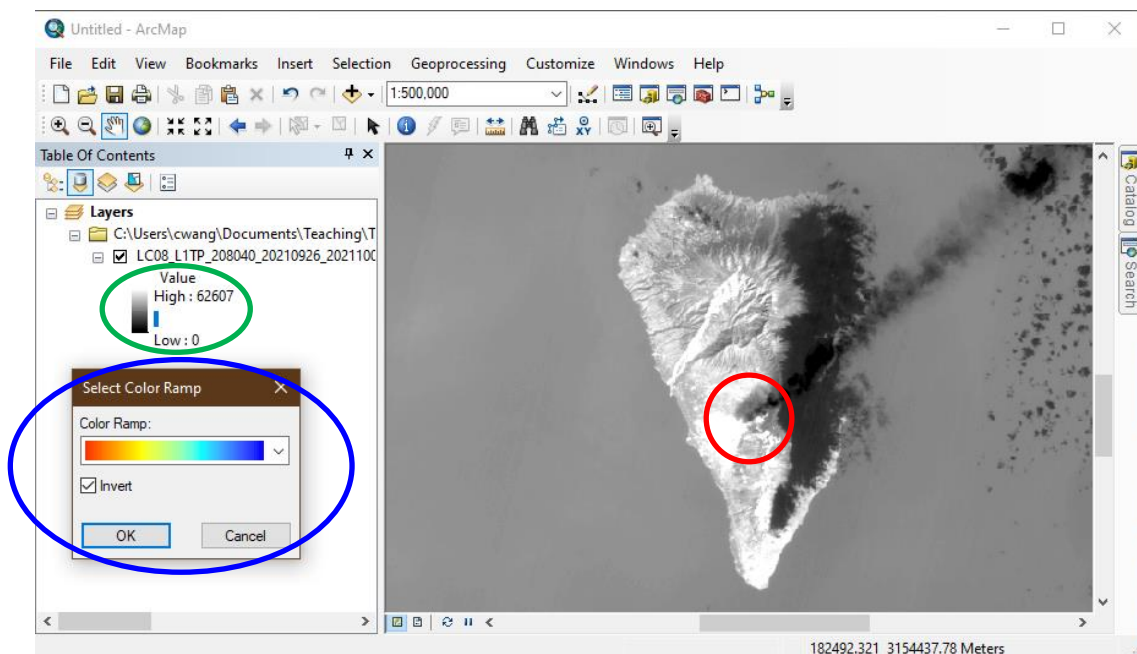 Untitled - ArcMap
File Edit View Bookmarks Insert Selection Geoprocessing Customize Windows Help
1:500,000
XY
Table Of Contents
Layers
C:\Users\cwang\Documents\Teaching\T
LC08_L1TP_208040_20210926_2021100
Value
High : 62607
Low : 0
Select Color Ramp
Color Ramp:
Invert
OK Cancel
Catalog
Search
182492.321 3154437.78 Meters